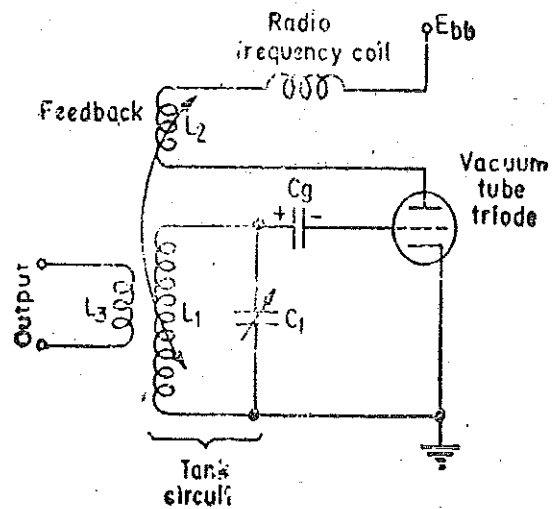 Radio
frequency coil
Ebb
Feedback
L2
Vacuum
tube
triode
Cg
+ -
Output
L3
L1
C1
Tank
circuit